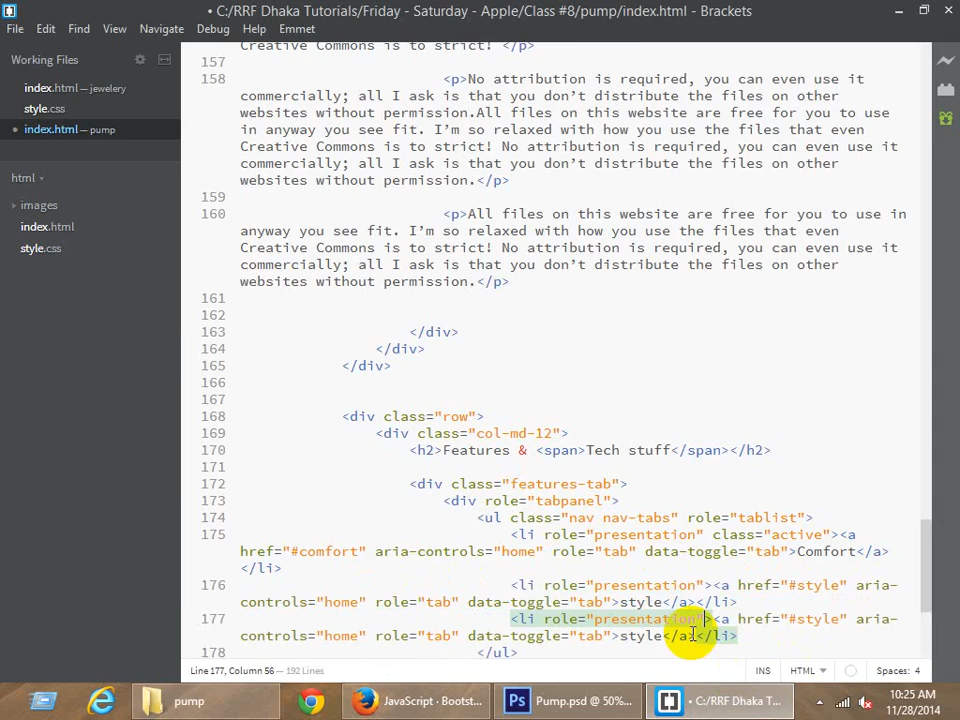 • C:/RRF Dhaka Tutorials/Friday - Saturday - Apple/Class #8/pump/index.html - Brackets
File Edit Find View Navigate Debug Help Emmet
Working Files
index.html — jewelery
style.css
• index.html — pump
html
images
index.html
style.css
Creative Commons is to strict! </p>
157
158 <p>No attribution is required, you can even use it
commercially; all I ask is that you don’t distribute the files on other
websites without permission.All files on this website are free for you to use
in anyway you see fit. I’m so relaxed with how you use the files that even
Creative Commons is to strict! No attribution is required, you can even use it
commercially; all I ask is that you don’t distribute the files on other
websites without permission.</p>
159
160 <p>All files on this website are free for you to use in
anyway you see fit. I’m so relaxed with how you use the files that even
Creative Commons is to strict! No attribution is required, you can even use it
commercially; all I ask is that you don’t distribute the files on other
websites without permission.</p>
161
162
163 </div>
164 </div>
165 </div>
166
167
168 <div class="row">
169 <div class="col-md-12">
170 <h2>Features & <span>Tech stuff</span></h2>
171
172 <div class="features-tab">
173 <div role="tabpanel">
174 <ul class="nav nav-tabs" role="tablist">
175 <li role="presentation" class="active"><a
href="#comfort" aria-controls="home" role="tab" data-toggle="tab">Comfort</a>
</li>
176 <li role="presentation"><a href="#style" aria-
controls="home" role="tab" data-toggle="tab">style</a></li>
177 <li role="presentation"><a href="#style" aria-
controls="home" role="tab" data-toggle="tab">style</a></li>
178 </ul>
Line 177, Column 56 — 192 Lines INS HTML Spaces: 4
pump
JavaScript - Bootst...
Pump.psd @ 50%...
• C:/RRF Dhaka T...
10:25 AM
11/28/2014